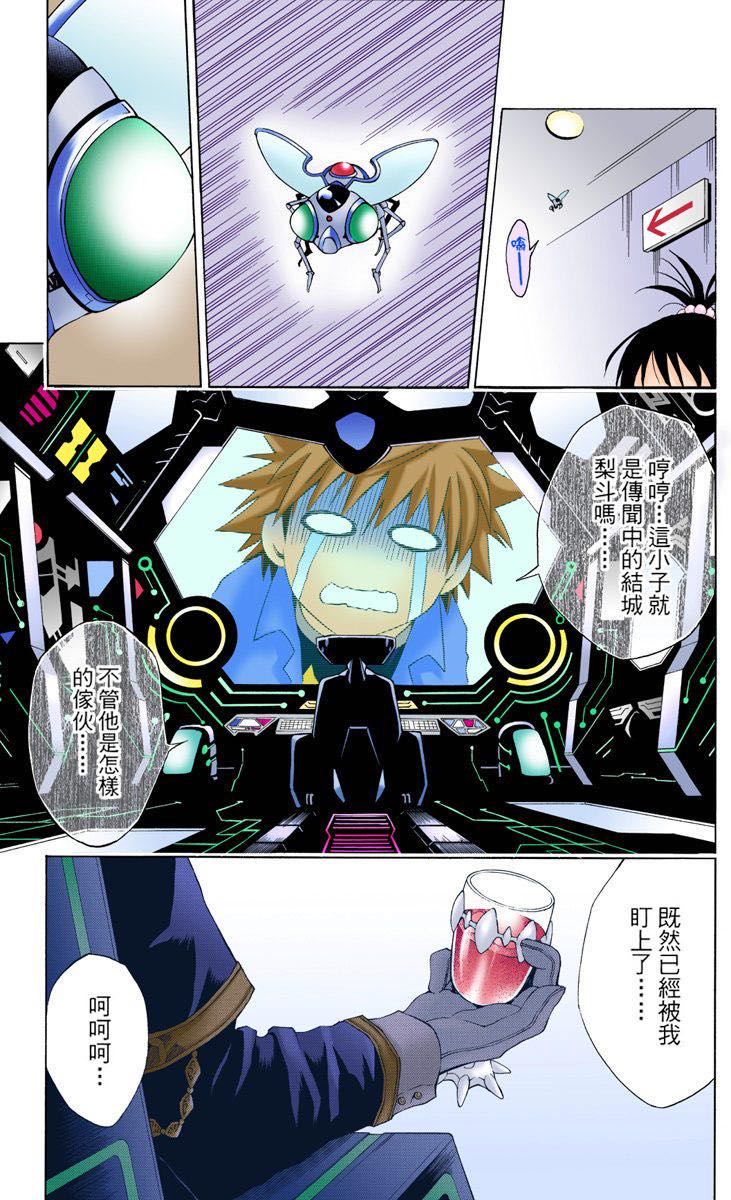 嗡——
哼哼…這小子就
是傳聞中的結城
梨斗嗎……
不管他是怎樣
的傢伙……
既然已經被我
盯上了……
呵呵呵…